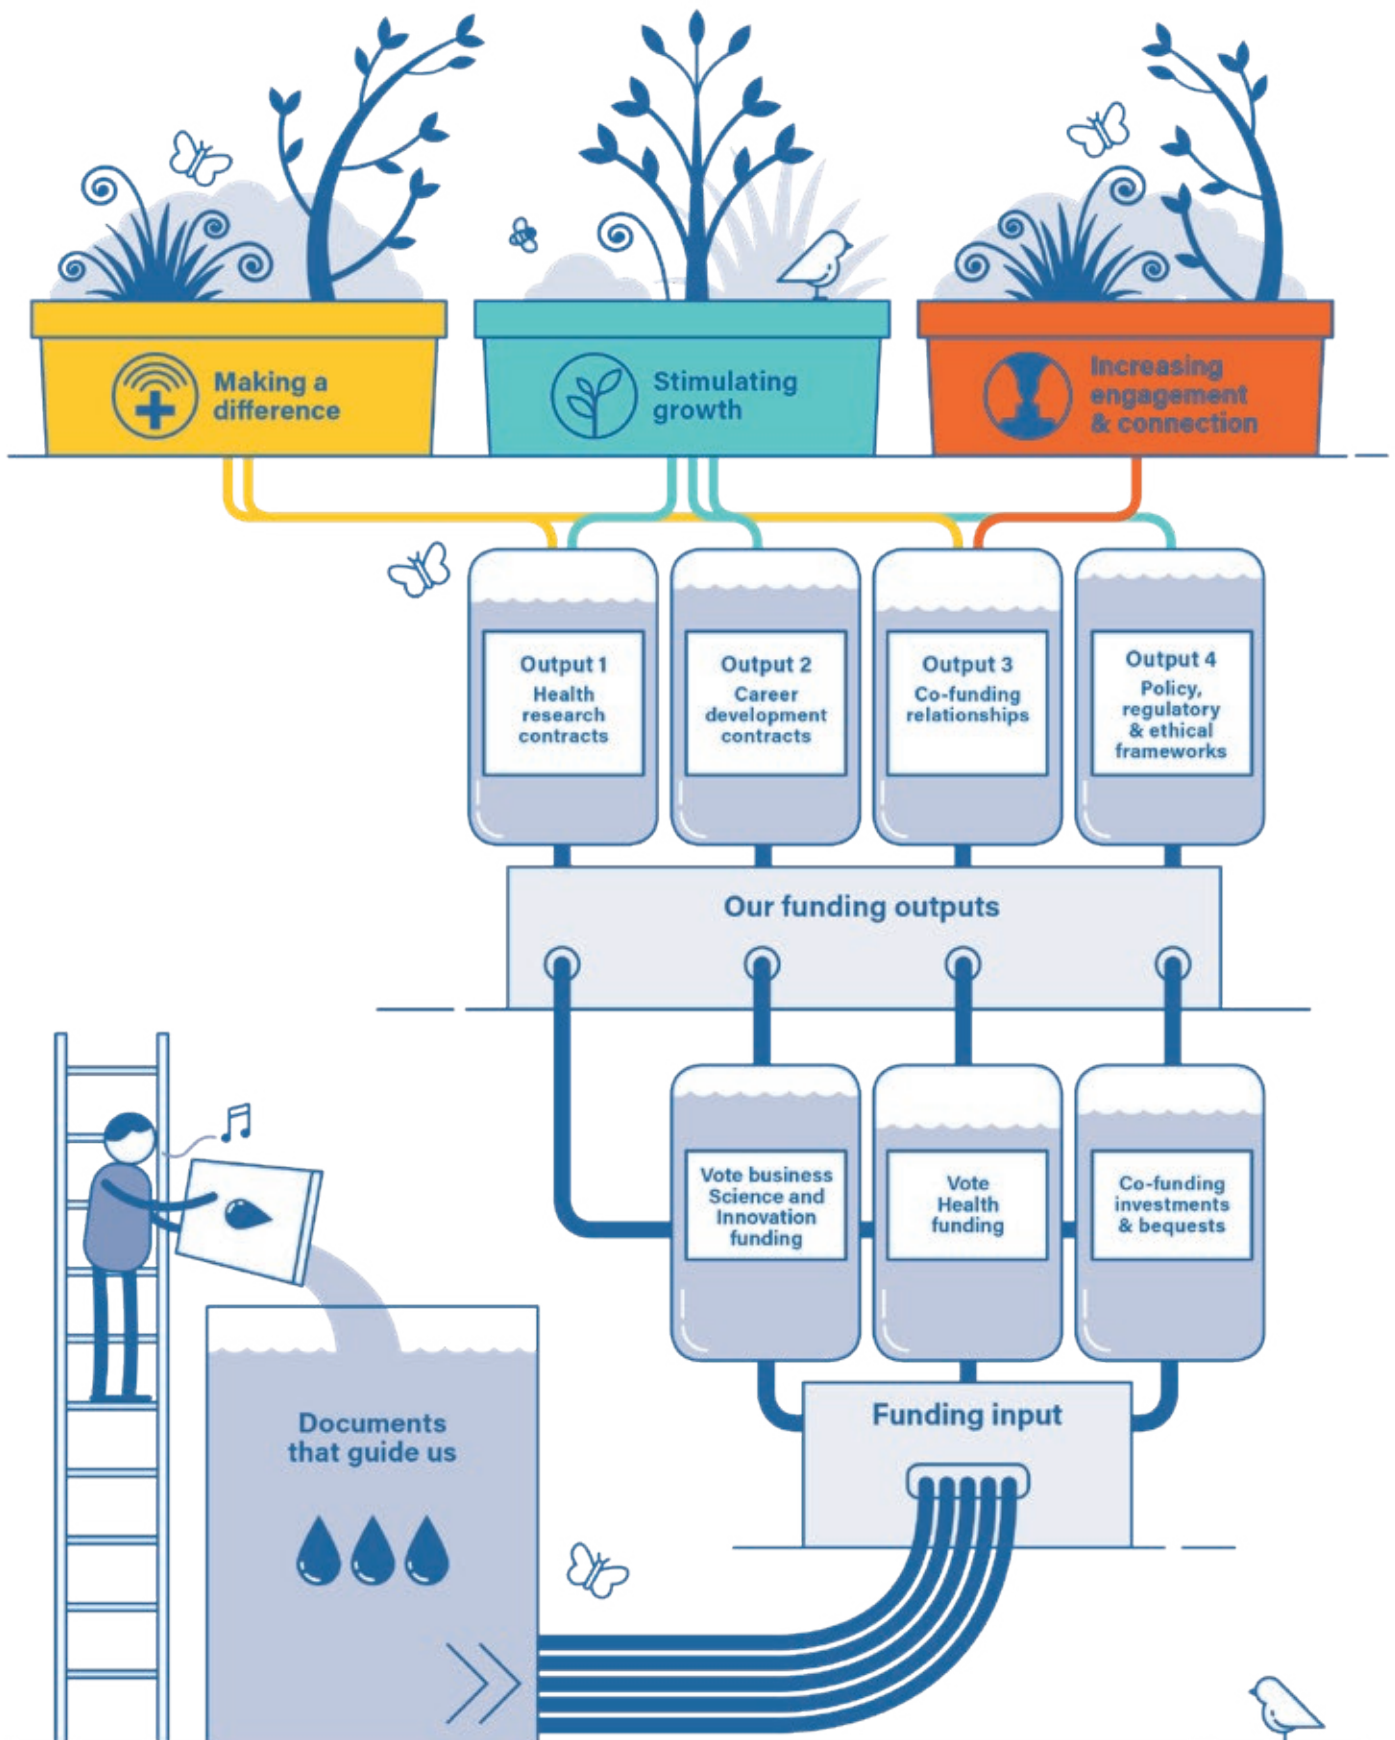 Making a
difference
Stimulating
growth
Increasing
engagement
& connection
Output 1
Health
research
contracts
Output 2
Career
development
contracts
Output 3
Co-funding
relationships
Output 4
Policy,
regulatory
& ethical
frameworks
Our funding outputs
Vote business
Science and
Innovation
funding
Vote
Health
funding
Co-funding
investments
& bequests
Funding input
Documents
that guide us